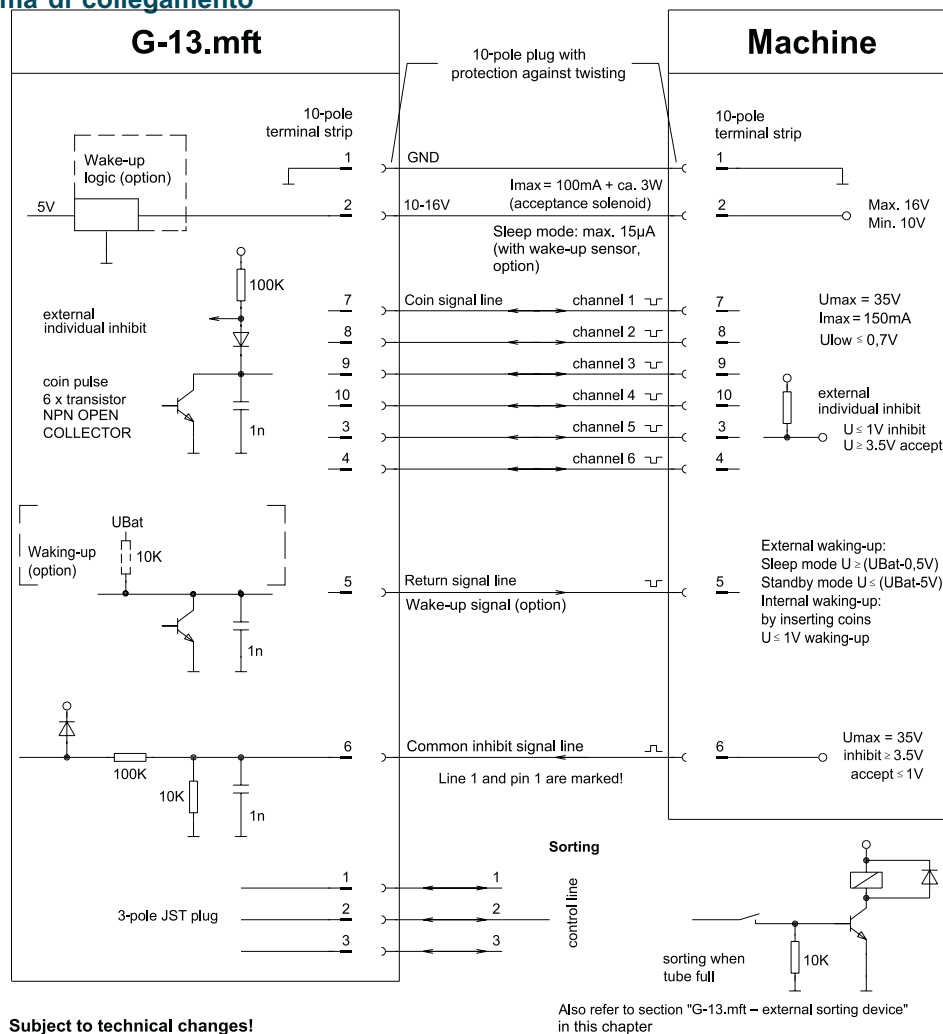 di collegamento
G-13.mft
Machine
10-pole plug with
protection against twisting
10-pole
terminal strip
10-pole
terminal strip
Wake-up
logic (option)
5V
1
GND
1
Imax = 100mA + ca. 3W
(acceptance solenoid)
2
10-16V
2
Max. 16V
Min. 10V
Sleep mode: max. 15µA
(with wake-up sensor,
option)
100K
external
individual inhibit
coin pulse
6 x transistor
NPN OPEN
COLLECTOR
1n
7
Coin signal line
channel 1
7
8
channel 2
8
9
channel 3
9
10
channel 4
10
3
channel 5
3
4
channel 6
4
Umax = 35V
Imax = 150mA
Ulow ≤ 0,7V
external
individual inhibit
U ≤ 1V inhibit
U ≥ 3.5V accept
UBat
Waking-up
(option)
10K
1n
5
Return signal line
Wake-up signal (option)
5
External waking-up:
Sleep mode U ≥ (UBat-0,5V)
Standby mode U ≤ (UBat-5V)
Internal waking-up:
by inserting coins
U ≤ 1V waking-up
100K
10K
1n
6
Common inhibit signal line
6
Line 1 and pin 1 are marked!
Umax = 35V
inhibit ≥ 3.5V
accept ≤ 1V
Sorting
3-pole JST plug
1
1
2
2
3
3
control line
sorting when
tube full
10K
Subject to technical changes!
Also refer to section "G-13.mft – external sorting device"
in this chapter